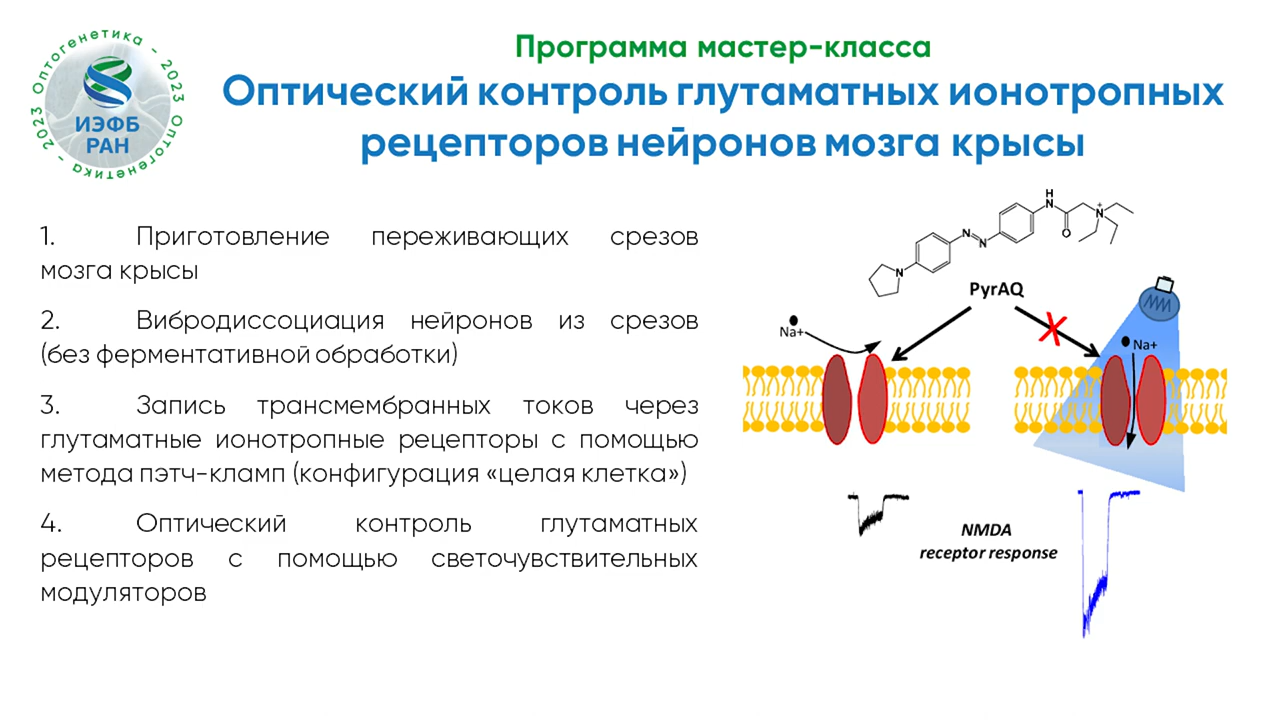 Оптогенетика - 2023 Оптогенетика - 2023
ИЭФБ
РАН
Программа мастер-класса
Оптический контроль глутаматных ионотропных
рецепторов нейронов мозга крысы
1. Приготовление переживающих срезов
мозга крысы
2. Вибродиссоциация нейронов из срезов
(без ферментативной обработки)
3. Запись трансмембранных токов через
глутаматные ионотропные рецепторы с помощью
метода пэтч-кламп (конфигурация «целая клетка»)
4. Оптический контроль глутаматных
рецепторов с помощью светочувствительных
модуляторов
H
N
O
N+
N
N
N
PyrAQ
Na+
Na+
NMDA
receptor response